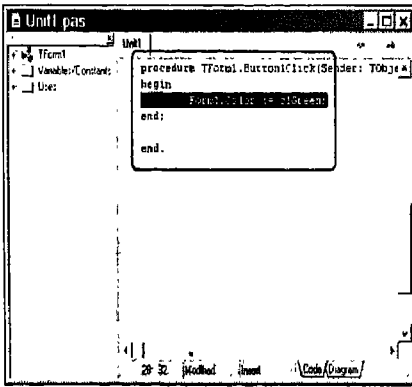 Unit1.pas
TForm1
Variables/Constants
Uses
Unit1
procedure TForm1.Button1Click(Sender: TObje
begin
Form1.Color := clGreen;
end;
end.
28: 32 Modified Insert Code Diagram